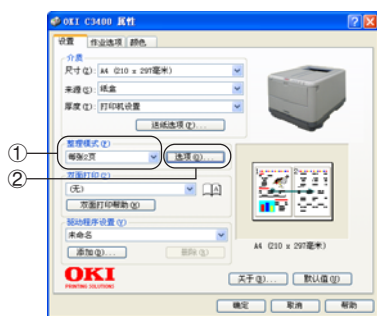 OKI C3400 属性
设置 作业选项 颜色
介质
尺寸(Z): A4 (210 x 297毫米)
来源(S): 纸盒
厚度(T): 打印机设置
送纸选项(F)...
①
整理模式(P)
每张2页 选项(O)...
②
双面打印(2)
(无)
双面打印帮助(H)
驱动程序设置(V)
未命名
添加(D)... 删除(R)
A4 (210 x 297毫米)
OKI
PRINTING SOLUTIONS
关于(B)... 默认值(U)
确定 取消 帮助